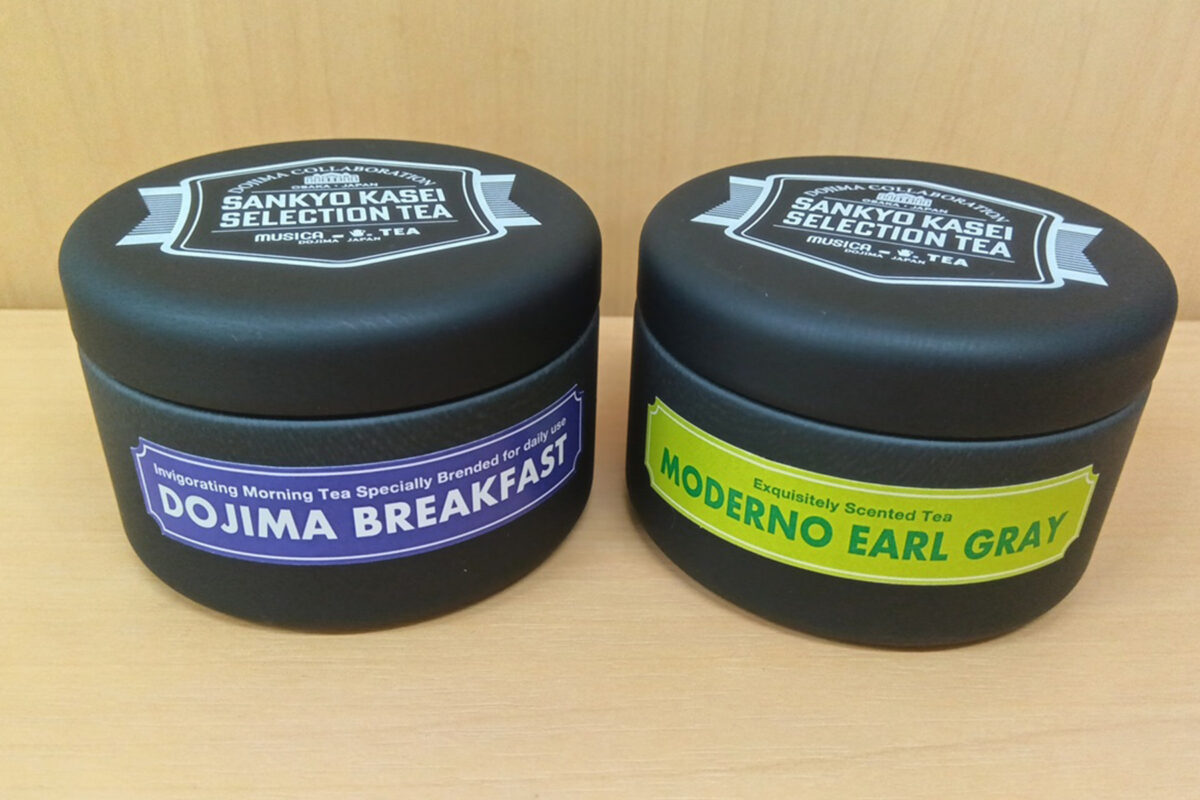 DOJIMA COLLABORATION
OSAKA · JAPAN
SANKYO KASEI
SELECTION TEA
MUSICA TEA
DOJIMA JAPAN
Invigorating Morning Tea Specially Brended for daily use
DOJIMA BREAKFAST
DOJIMA COLLABORATION
OSAKA · JAPAN
SANKYO KASEI
SELECTION TEA
MUSICA TEA
DOJIMA JAPAN
Exquisitely Scented Tea
MODERNO EARL GRAY